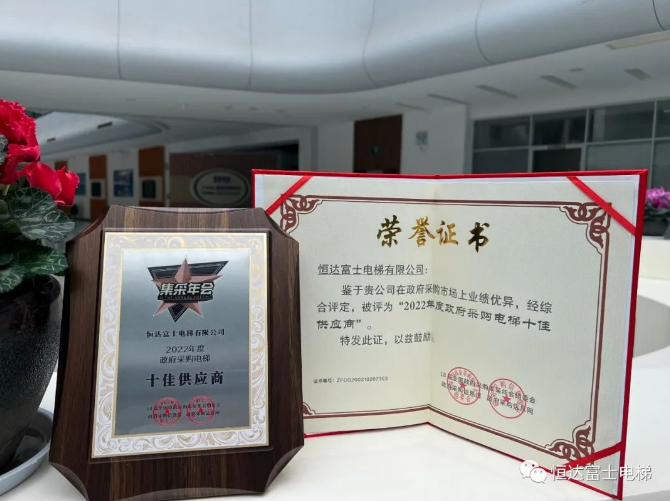 集采年会
恒达富士电梯有限公司
2022年度
政府采购电梯
十佳供应商
荣誉证书
恒达富士电梯有限公司:
鉴于贵公司在政府采购市场上业绩优异,经综
合评定,被评为“2022年度政府采购电梯十佳
供应商”。
特发此证,以兹鼓励
证书编号:
恒达富士电梯